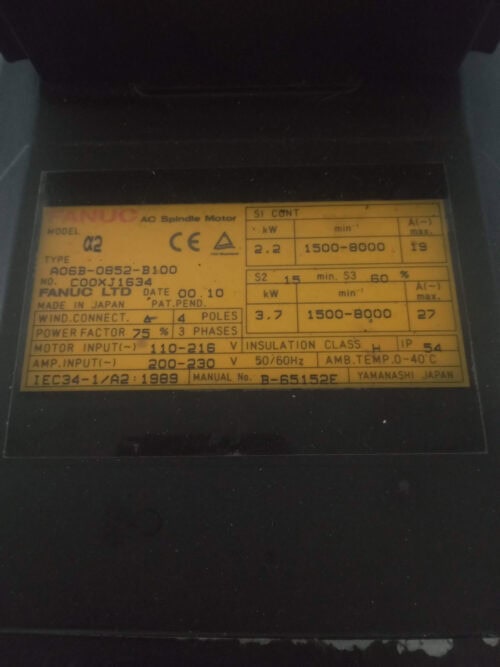 FANUC AC Spindle Motor
MODEL α2
CE
TYPE
A06B-0852-B100
NO. C00XJ1634
FANUC LTD DATE 00.10
MADE IN JAPAN PAT.PEND.
WIND.CONNECT. 4 POLES
POWER FACTOR 75 % 3 PHASES
S1 CONT
kW min⁻¹ A(~) max.
2.2 1500-8000 19
S2 15 min. S3 60 %
kW min⁻¹ A(~) max.
3.7 1500-8000 27
MOTOR INPUT(~) 110-216 V INSULATION CLASS H IP 54
AMP.INPUT(~) 200-230 V 50/60Hz AMB.TEMP.0-40°C
IEC34-1/A2:1989 MANUAL No. B-65152E YAMANASHI JAPAN